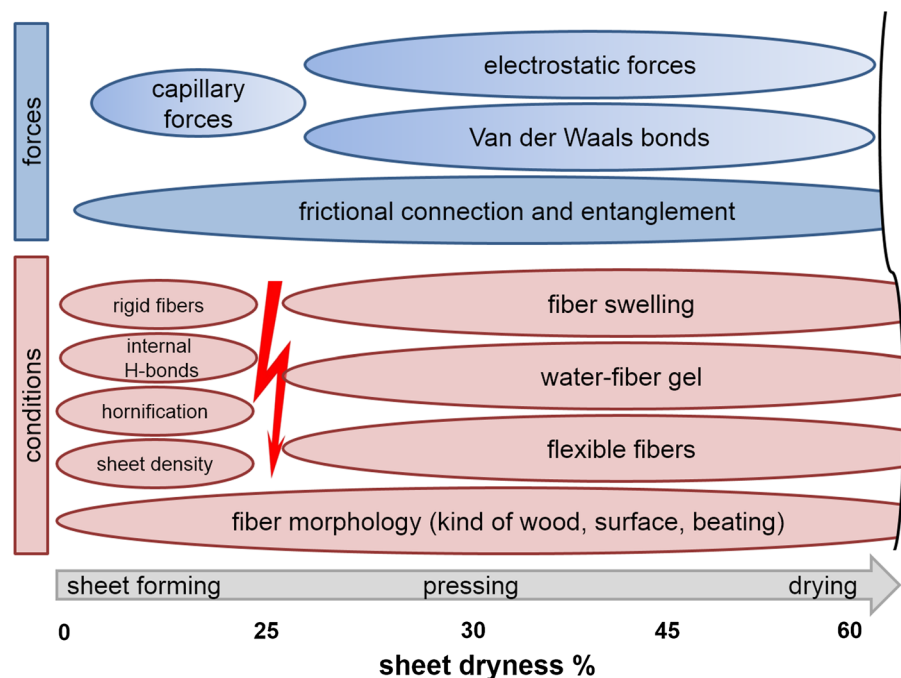 forces
capillary
forces
electrostatic forces
Van der Waals bonds
frictional connection and entanglement
conditions
rigid fibers
internal
H-bonds
hornification
sheet density
fiber swelling
water-fiber gel
flexible fibers
fiber morphology (kind of wood, surface, beating)
sheet forming pressing drying
0 25 30 45 60
sheet dryness %